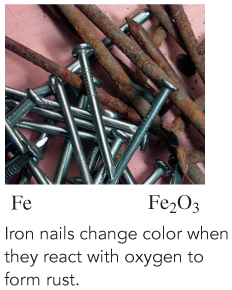 Fe Fe₂O₃
Iron nails change color when
they react with oxygen to
form rust.